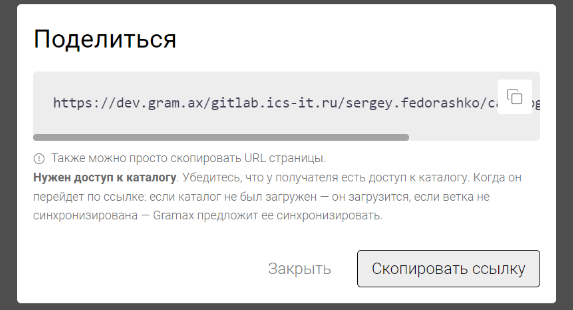 Поделиться
https://dev.gram.ax/gitlab.ics-it.ru/sergey.fedorashko/ca
Также можно просто скопировать URL страницы.
Нужен доступ к каталогу. Убедитесь, что у получателя есть доступ к каталогу. Когда он
перейдет по ссылке: если каталог не был загружен — он загрузится, если ветка не
синхронизирована — Gramax предложит ее синхронизировать.
Закрыть
Скопировать ссылку